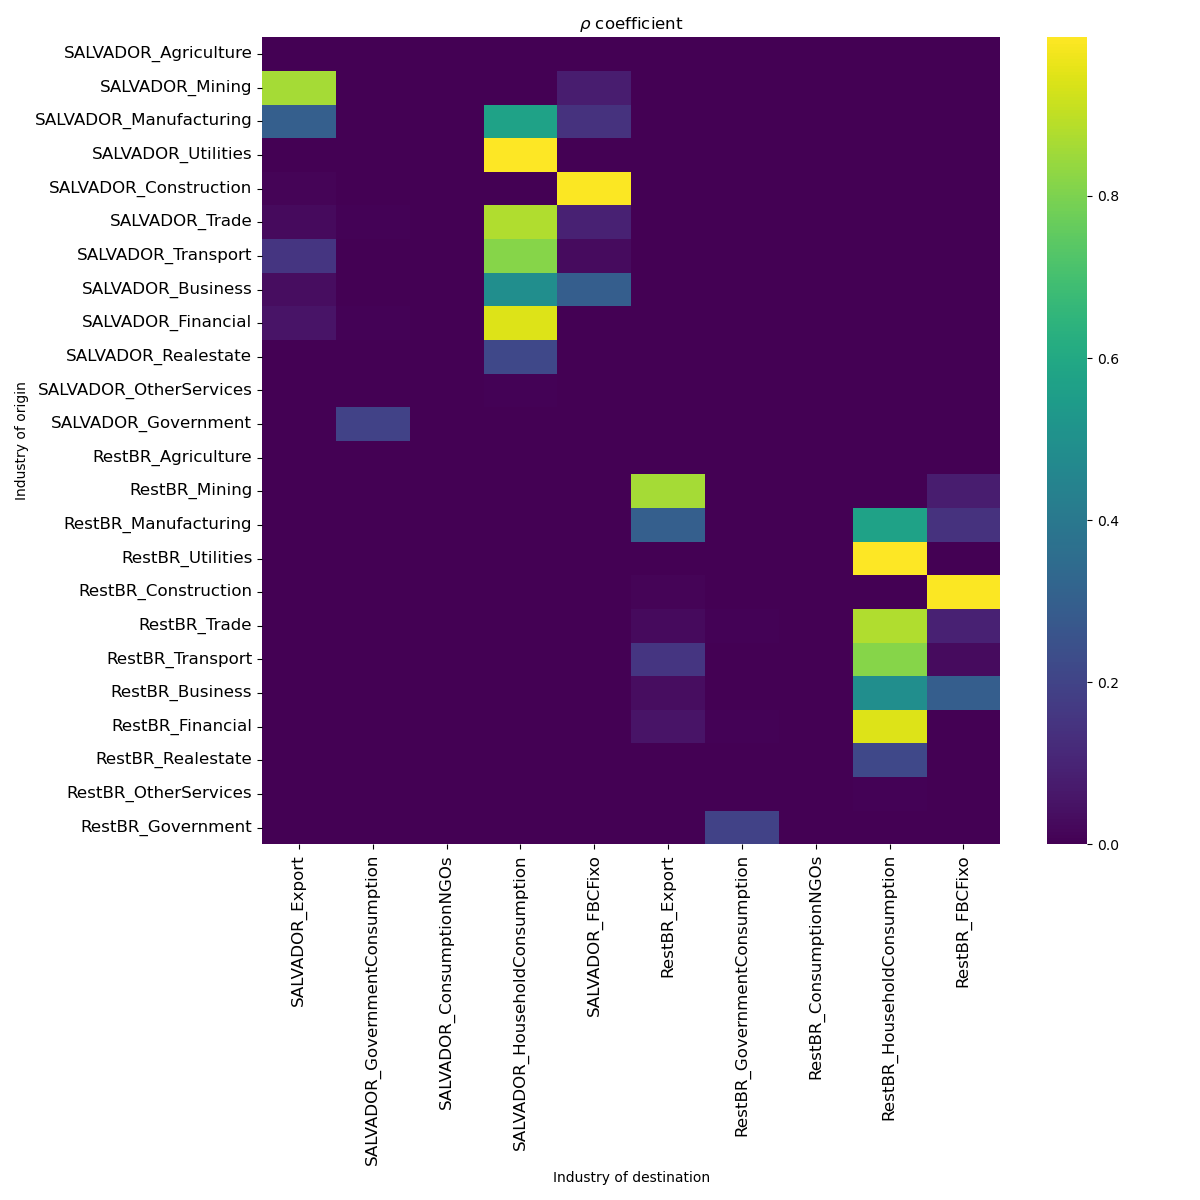 ρ coefficient
SALVADOR_Agriculture
SALVADOR_Mining
SALVADOR_Manufacturing
SALVADOR_Utilities
SALVADOR_Construction
SALVADOR_Trade
SALVADOR_Transport
SALVADOR_Business
SALVADOR_Financial
SALVADOR_Realestate
SALVADOR_OtherServices
SALVADOR_Government
RestBR_Agriculture
RestBR_Mining
RestBR_Manufacturing
RestBR_Utilities
RestBR_Construction
RestBR_Trade
RestBR_Transport
RestBR_Business
RestBR_Financial
RestBR_Realestate
RestBR_OtherServices
RestBR_Government
Industry of origin
SALVADOR_Export
SALVADOR_GovernmentConsumption
SALVADOR_ConsumptionNGOs
SALVADOR_HouseholdConsumption
SALVADOR_FBCFixo
RestBR_Export
RestBR_GovernmentConsumption
RestBR_ConsumptionNGOs
RestBR_HouseholdConsumption
RestBR_FBCFixo
Industry of destination
0.8
0.6
0.4
0.2
0.0